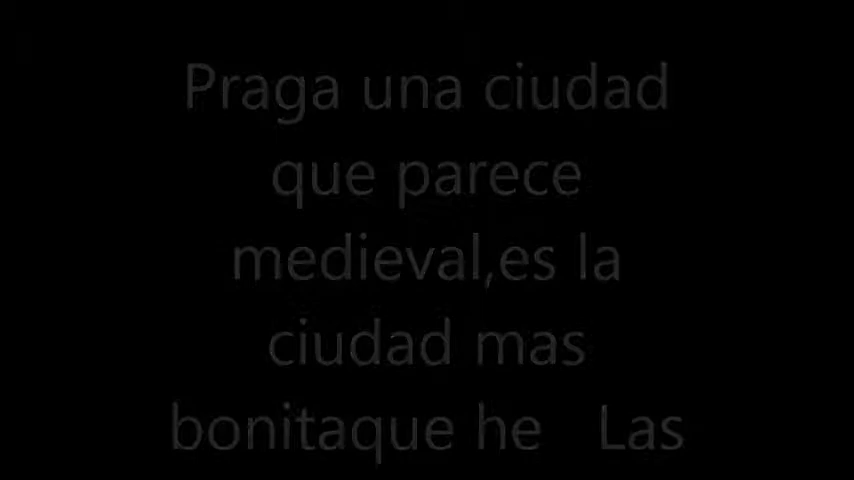 Praga una ciudad
que parece
medieval,es la
ciudad mas
bonitaque he   Las